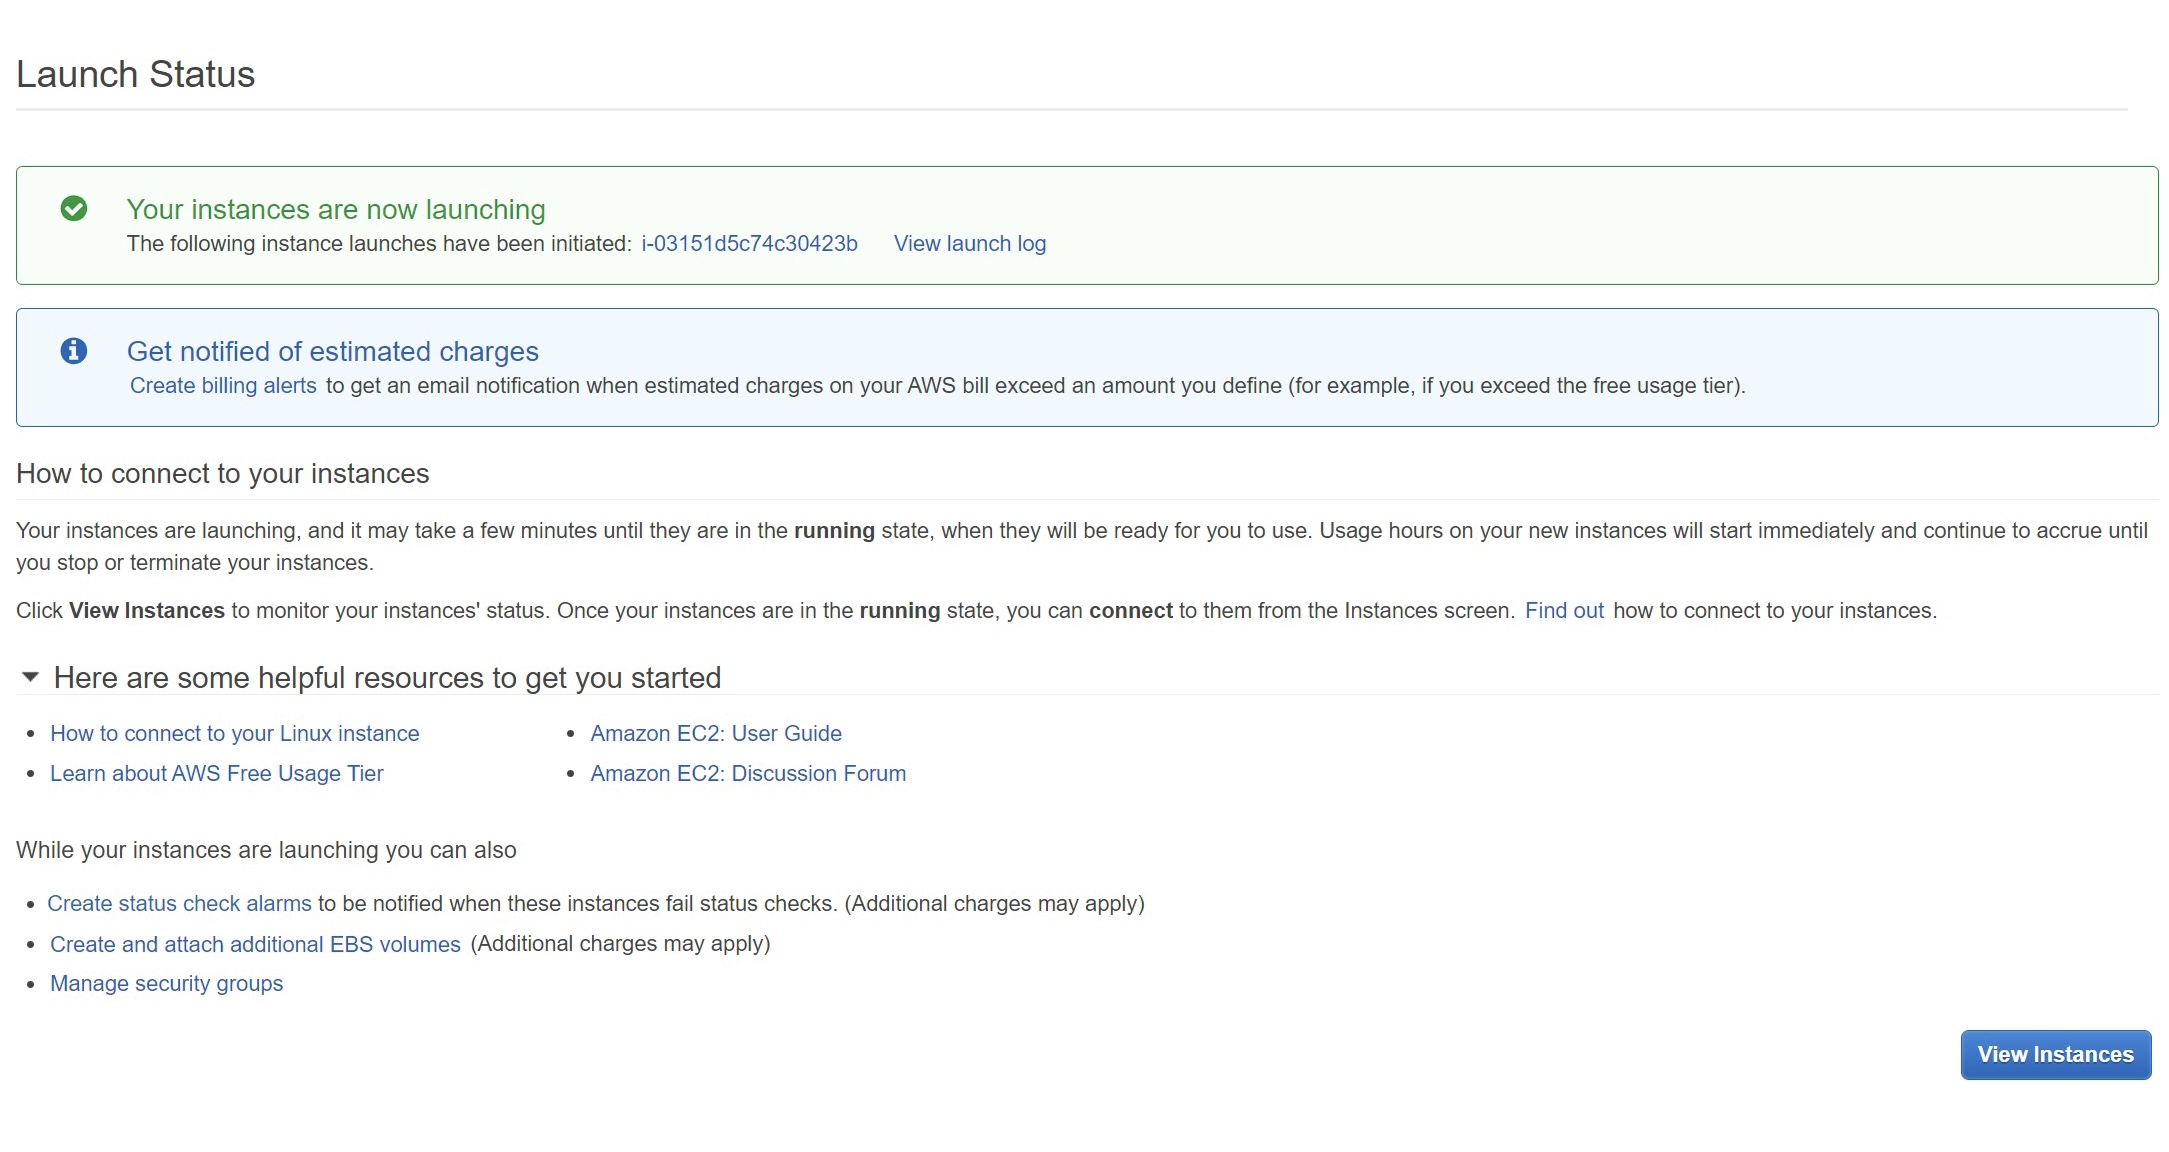 Launch Status
Your instances are now launching
The following instance launches have been initiated: i-03151d5c74c30423b View launch log
Get notified of estimated charges
Create billing alerts to get an email notification when estimated charges on your AWS bill exceed an amount you define (for example, if you exceed the free usage tier).
How to connect to your instances
Your instances are launching, and it may take a few minutes until they are in the running state, when they will be ready for you to use. Usage hours on your new instances will start immediately and continue to accrue until
you stop or terminate your instances.
Click View Instances to monitor your instances' status. Once your instances are in the running state, you can connect to them from the Instances screen. Find out how to connect to your instances.
Here are some helpful resources to get you started
• How to connect to your Linux instance
• Learn about AWS Free Usage Tier
• Amazon EC2: User Guide
• Amazon EC2: Discussion Forum
While your instances are launching you can also
• Create status check alarms to be notified when these instances fail status checks. (Additional charges may apply)
• Create and attach additional EBS volumes (Additional charges may apply)
• Manage security groups
View Instances